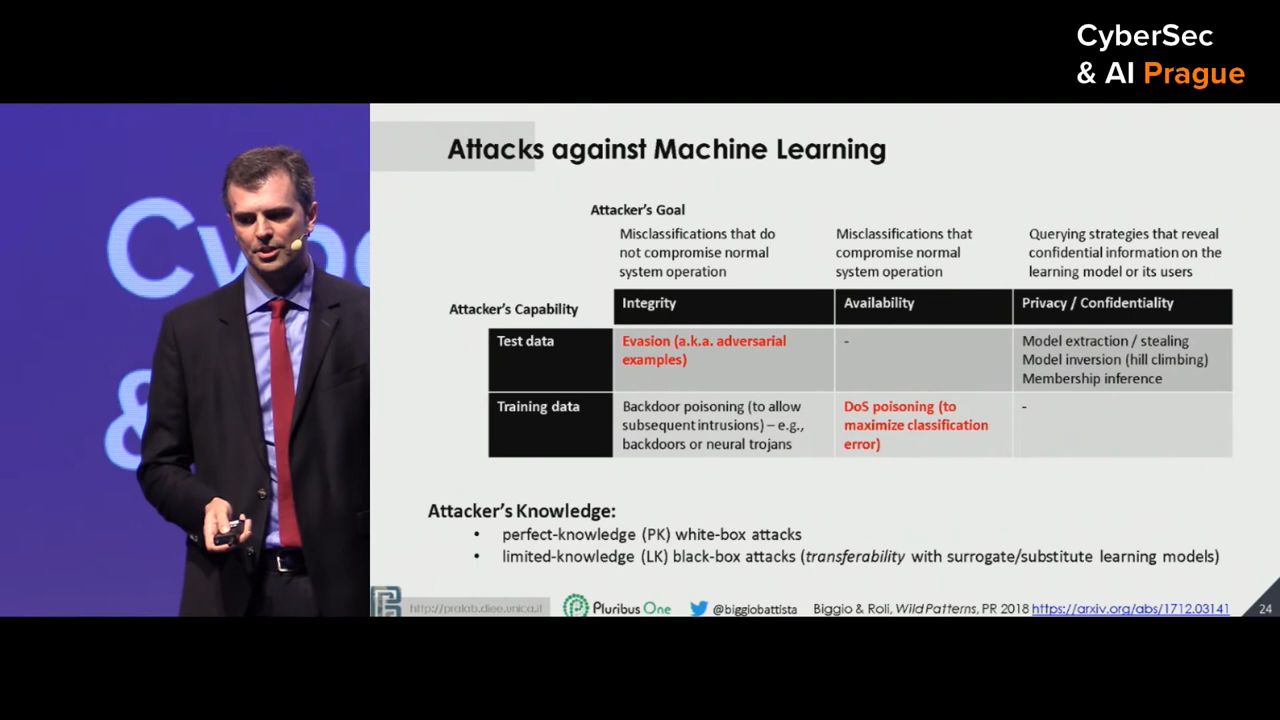 CyberSec
& AI Prague
Cybe
&
Attacks against Machine Learning
Attacker's Goal
Misclassifications that do
not compromise normal
system operation
Misclassifications that
compromise normal
system operation
Querying strategies that reveal
confidential information on the
learning model or its users
Attacker's Capability
Integrity
Availability
Privacy / Confidentiality
Test data
Evasion (a.k.a. adversarial
examples)
-
Model extraction / stealing
Model inversion (hill climbing)
Membership inference
Training data
Backdoor poisoning (to allow
subsequent intrusions) – e.g.,
backdoors or neural trojans
DoS poisoning (to
maximize classification
error)
-
Attacker's Knowledge:
• perfect-knowledge (PK) white-box attacks
• limited-knowledge (LK) black-box attacks (transferability with surrogate/substitute learning models)
http://pralab.diee.unica.it
Pluribus One
@biggiobattista
Biggio & Roli, Wild Patterns, PR 2018 https://arxiv.org/abs/1712.03141
24